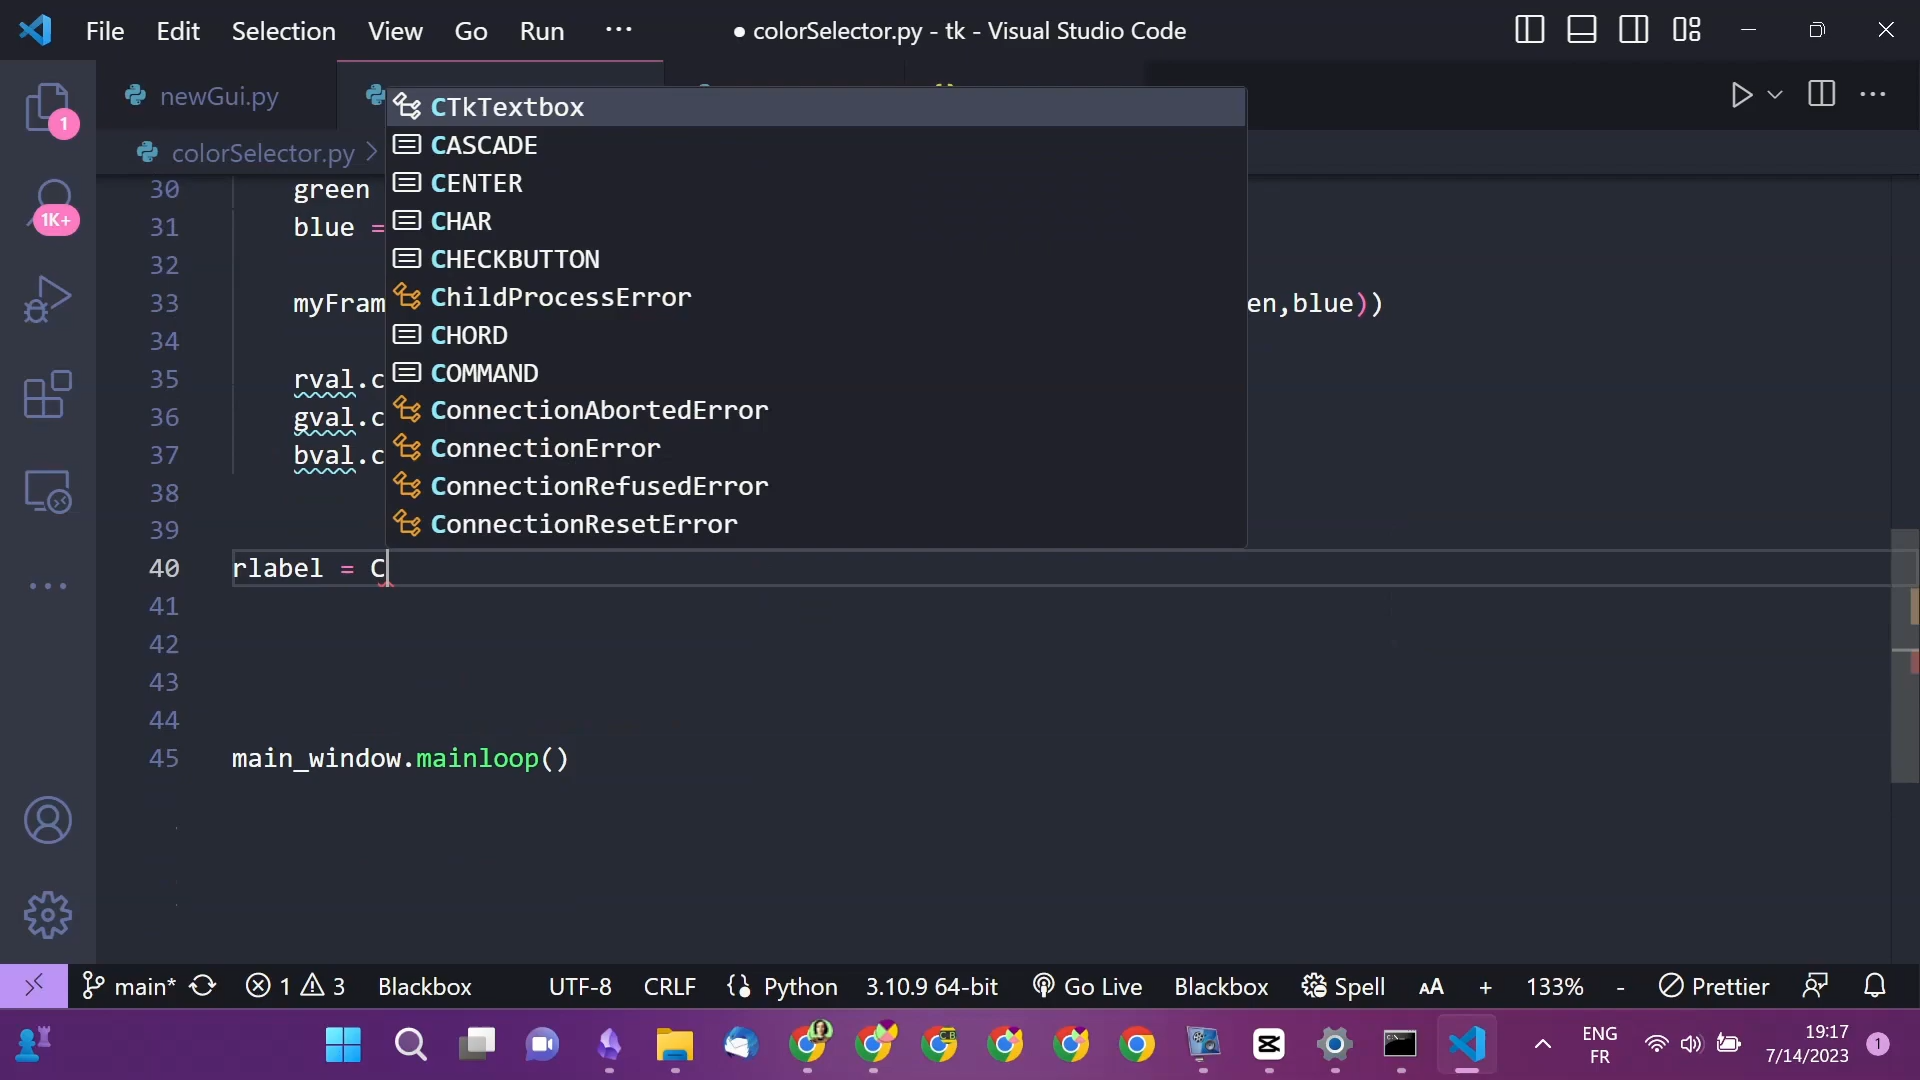 File Edit Selection View Go Run ··· ● colorSelector.py - tk - Visual Studio Code
newGui.py
colorSelector.py >
1
1K+
CTkTextbox
CASCADE
CENTER
CHAR
CHECKBUTTON
ChildProcessError
CHORD
COMMAND
ConnectionAbortedError
ConnectionError
ConnectionRefusedError
ConnectionResetError
30 green
31 blue =
32
33 myFram en,blue))
34
35 rval.c
36 gval.c
37 bval.c
38
39
40 rlabel = C
41
42
43
44
45 main_window.mainloop()
main* 1 3 Blackbox UTF-8 CRLF Python 3.10.9 64-bit Go Live Blackbox Spell AA + 133% - Prettier
ENG
FR
19:17
7/14/2023
1